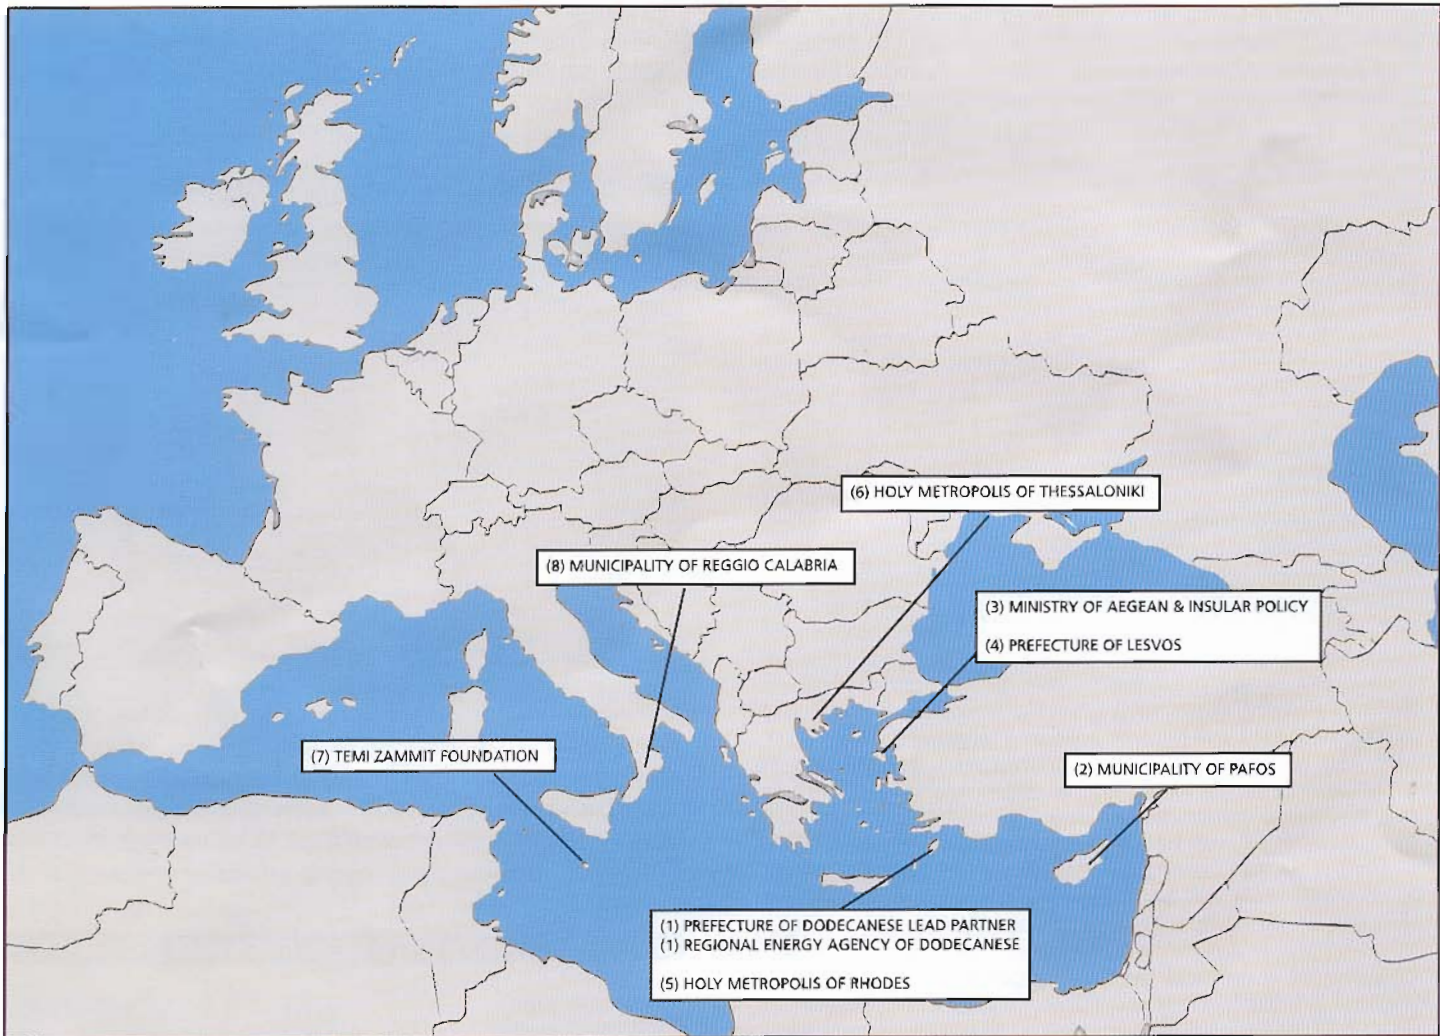 (6) HOLY METROPOLIS OF THESSALONIKI
(8) MUNICIPALITY OF REGGIO CALABRIA
(3) MINISTRY OF AEGEAN & INSULAR POLICY
(4) PREFECTURE OF LESVOS
(7) TEMI ZAMMIT FOUNDATION
(2) MUNICIPALITY OF PAFOS
(1) PREFECTURE OF DODECANESE LEAD PARTNER
(1) REGIONAL ENERGY AGENCY OF DODECANESE
(5) HOLY METROPOLIS OF RHODES